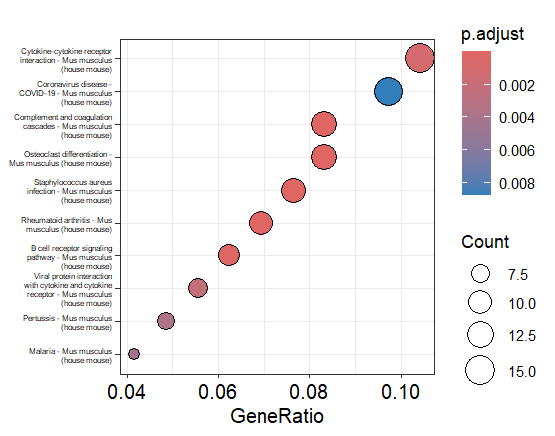 Cytokine-cytokine receptor
interaction - Mus musculus
(house mouse)
Coronavirus disease -
COVID-19 - Mus musculus
(house mouse)
Complement and coagulation
cascades - Mus musculus
(house mouse)
Osteoclast differentiation -
Mus musculus (house mouse)
Staphylococcus aureus
infection - Mus musculus
(house mouse)
Rheumatoid arthritis - Mus
musculus (house mouse)
B cell receptor signaling
pathway - Mus musculus
(house mouse)
Viral protein interaction
with cytokine and cytokine
receptor - Mus musculus
(house mouse)
Pertussis - Mus musculus
(house mouse)
Malaria - Mus musculus
(house mouse)
0.04 0.06 0.08 0.10
GeneRatio
p.adjust
0.002
0.004
0.006
0.008
Count
7.5
10.0
12.5
15.0